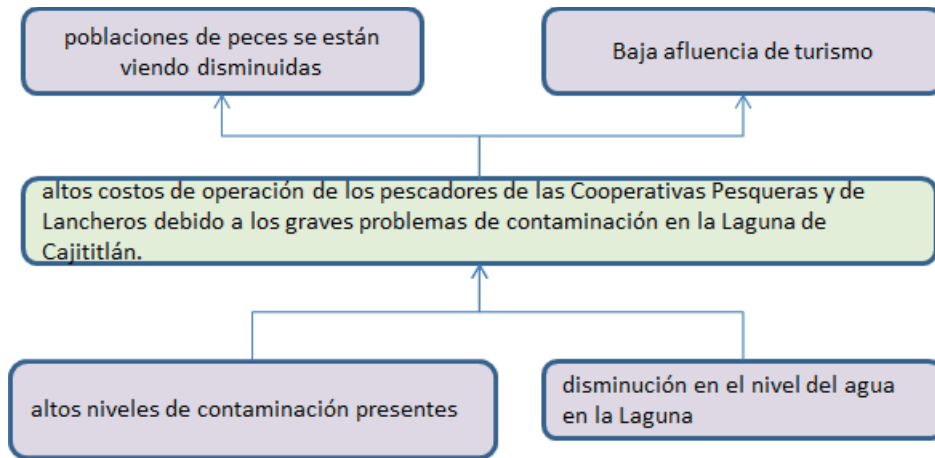 poblaciones de peces se están
viendo disminuidas
Baja afluencia de turismo
altos costos de operación de los pescadores de las Cooperativas Pesqueras y de
Lancheros debido a los graves problemas de contaminación en la Laguna de
Cajititlán.
altos niveles de contaminación presentes
disminución en el nivel del agua
en la Laguna